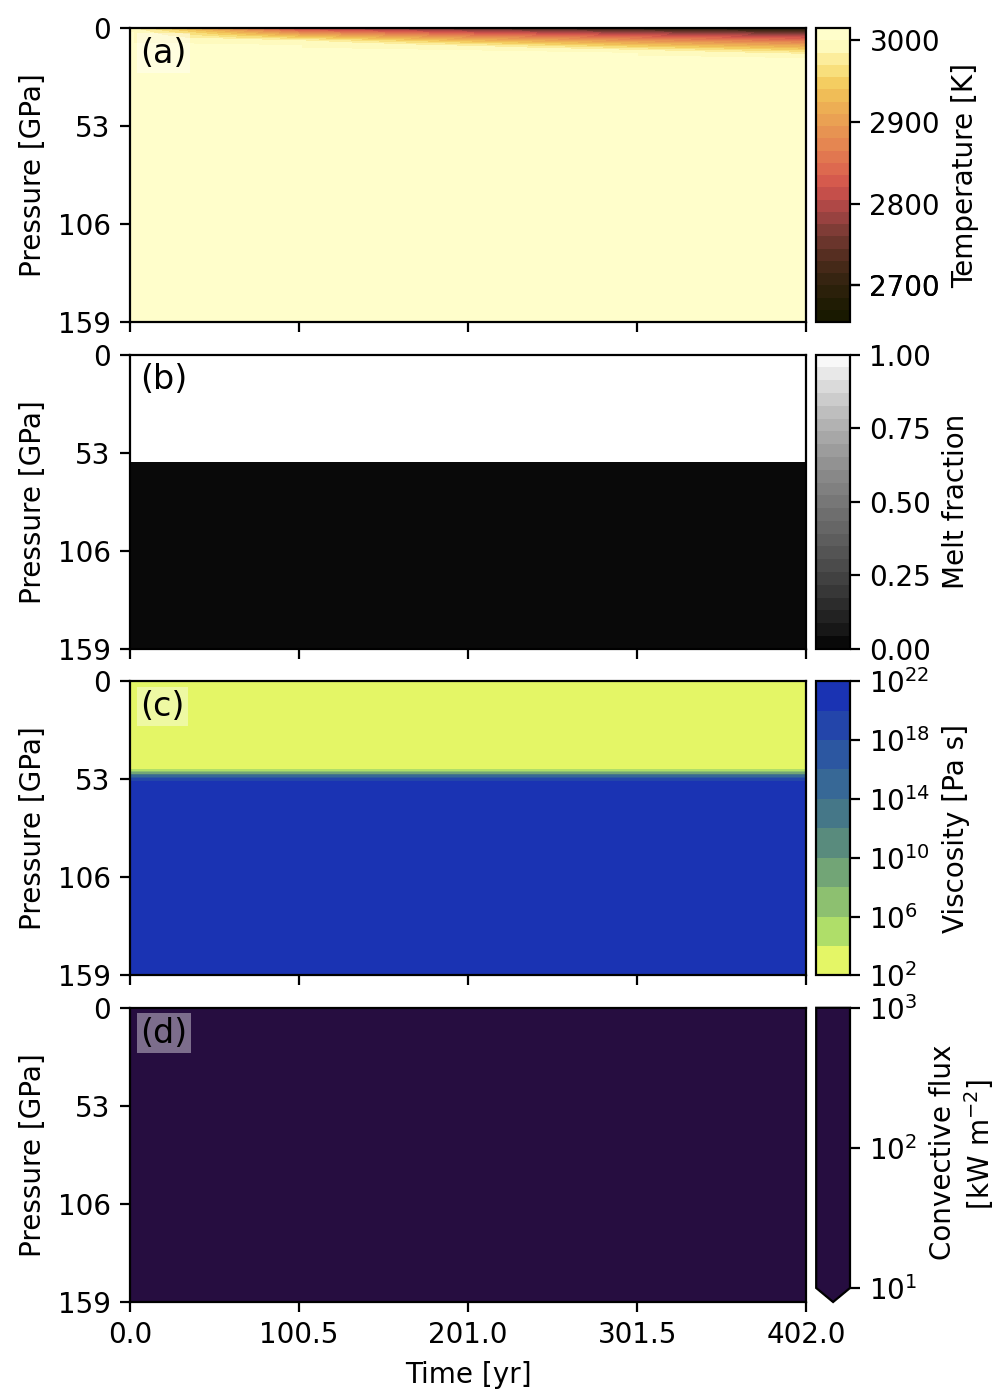 (a)
Pressure [GPa]
0
53
106
159
3000
2900
2800
2700
Temperature [K]
(b)
Pressure [GPa]
0
53
106
159
1.00
0.75
0.50
0.25
0.00
Melt fraction
(c)
Pressure [GPa]
0
53
106
159
10²²
10¹⁸
10¹⁴
10¹⁰
10⁶
10²
Viscosity [Pa s]
(d)
Pressure [GPa]
0
53
106
159
10³
10²
10¹
Convective flux
[kW m⁻²]
0.0 100.5 201.0 301.5 402.0
Time [yr]